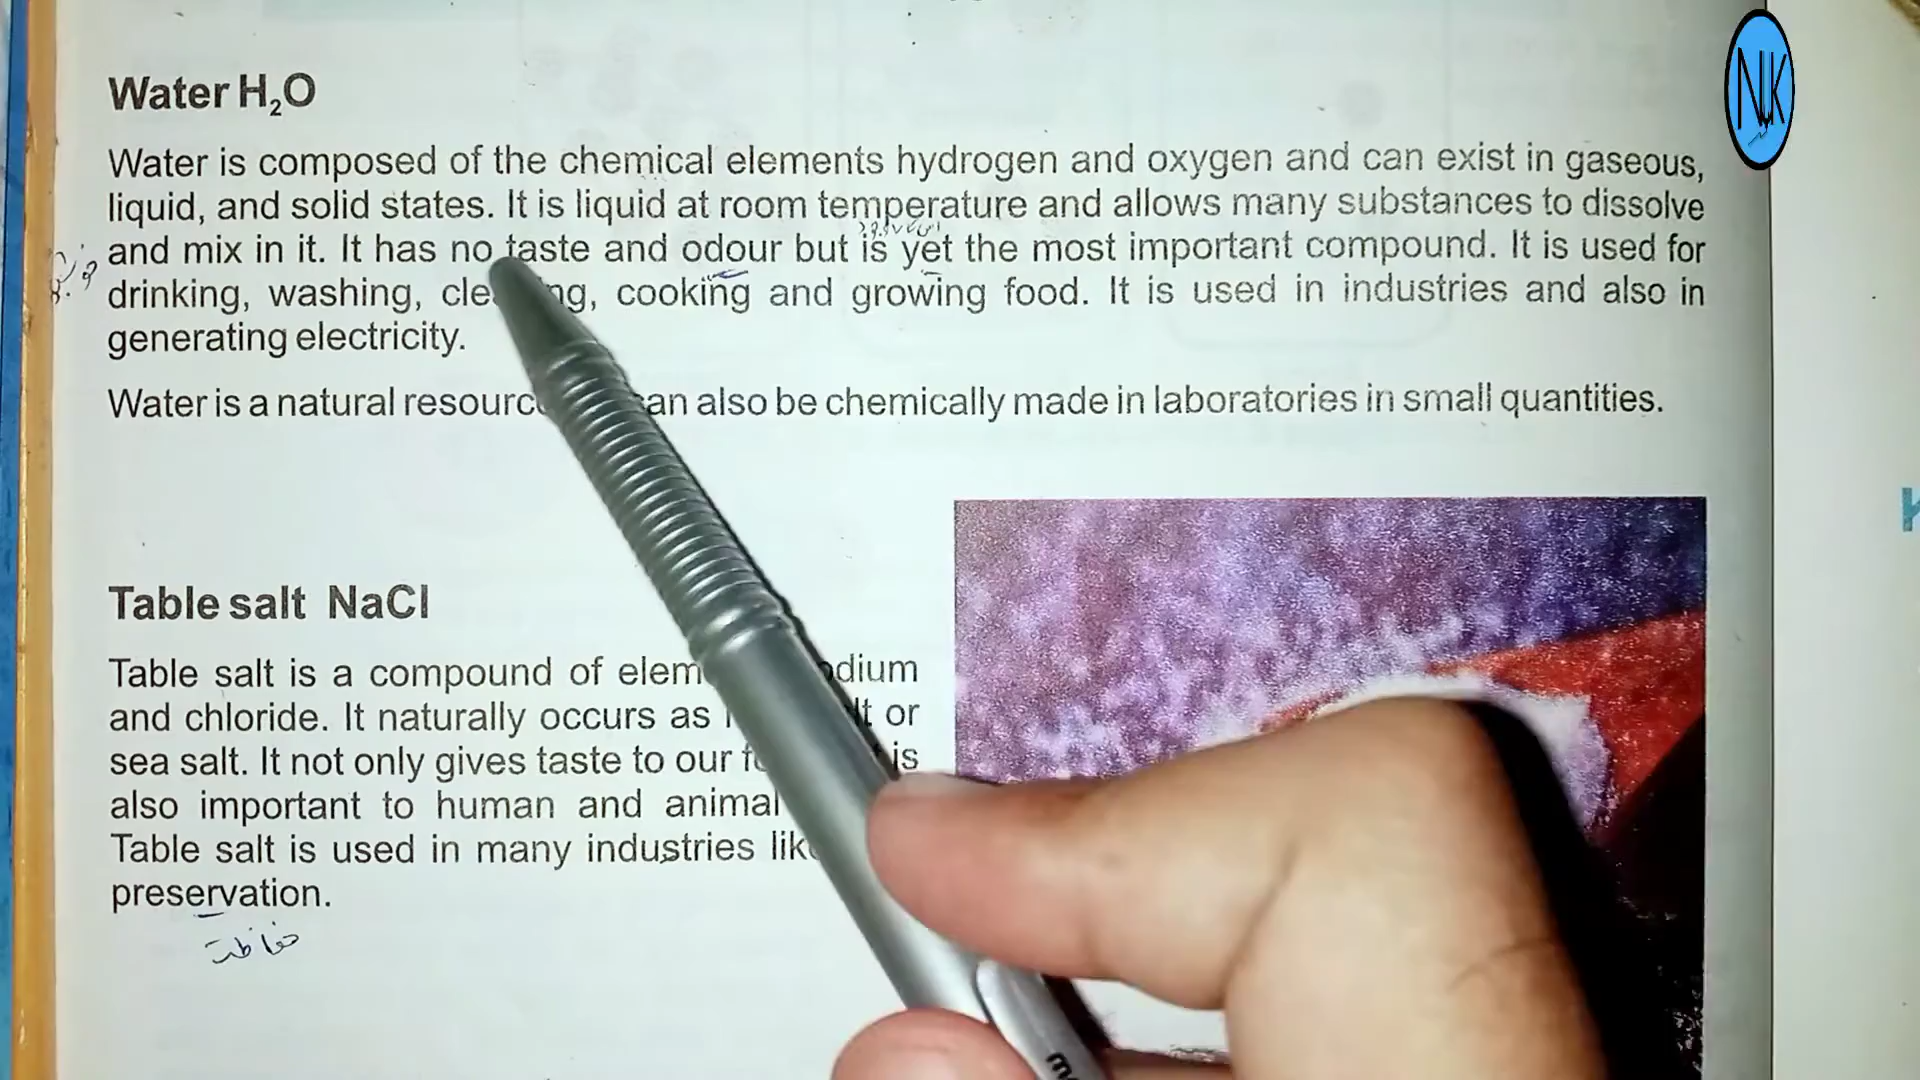 Water H₂O
Water is composed of the chemical elements hydrogen and oxygen and can exist in gaseous,
liquid, and solid states. It is liquid at room temperature and allows many substances to dissolve
and mix in it. It has no taste and odour but is yet the most important compound. It is used for
drinking, washing, cooking and growing food. It is used in industries and also in
generating electricity.
Water is a natural can also be chemically made in laboratories in small quantities.
Table salt NaCl
Table salt is a compound of
and chloride. It naturally occurs as or
sea salt. It not only gives taste to our is
also important to human and animal
Table salt is used in many industries
preservation.
حفاظت
NK